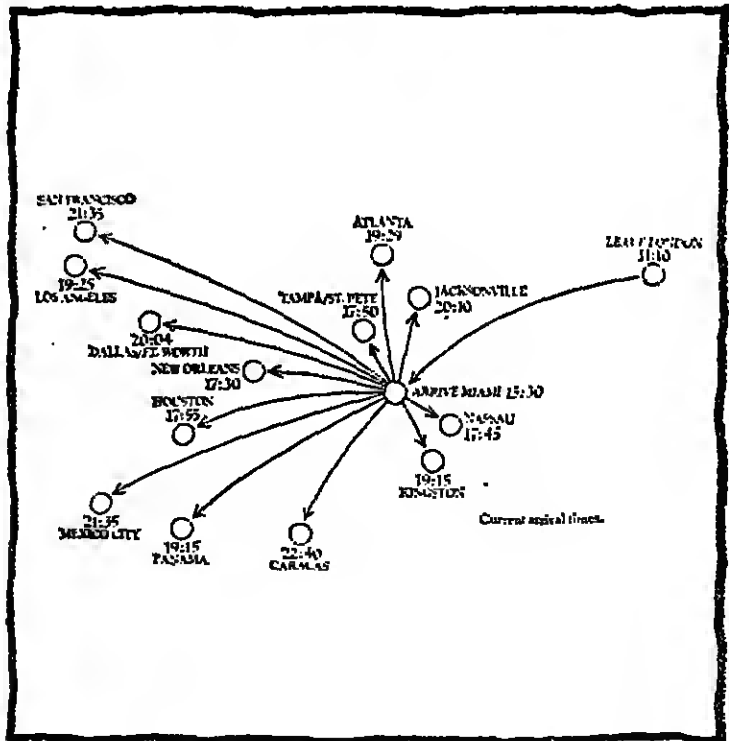 SAN FRANCISCO
21:35
ATLANTA
19:29
LEAVE LONDON
11:10
19:25
LOS ANGELES
TAMPA/ST. PETE
17:50
JACKSONVILLE
20:10
20:04
DALLAS/FT. WORTH
NEW ORLEANS
17:30
ARRIVE MIAMI 15:30
HOUSTON
17:55
NASSAU
17:45
19:15
KINGSTON
21:35
MEXICO CITY
19:15
PANAMA
22:40
CARACAS
Current arrival times.